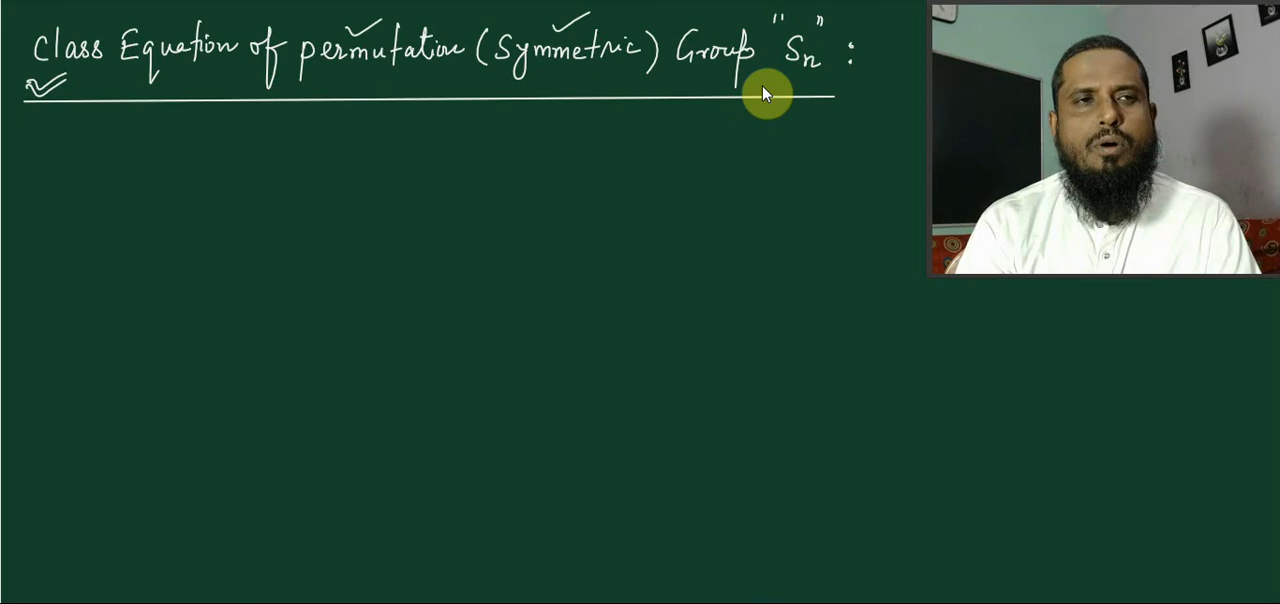 Class Equation of permutation (Symmetric) Group "Sn" :